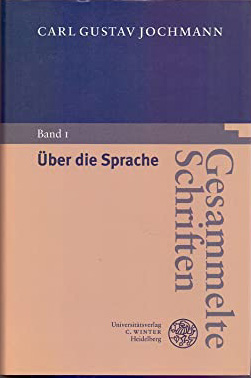 CARL GUSTAV JOCHMANN
Band 1
Über die Sprache
Gesammelte
Schriften
Universitätsverlag
C. WINTER
Heidelberg